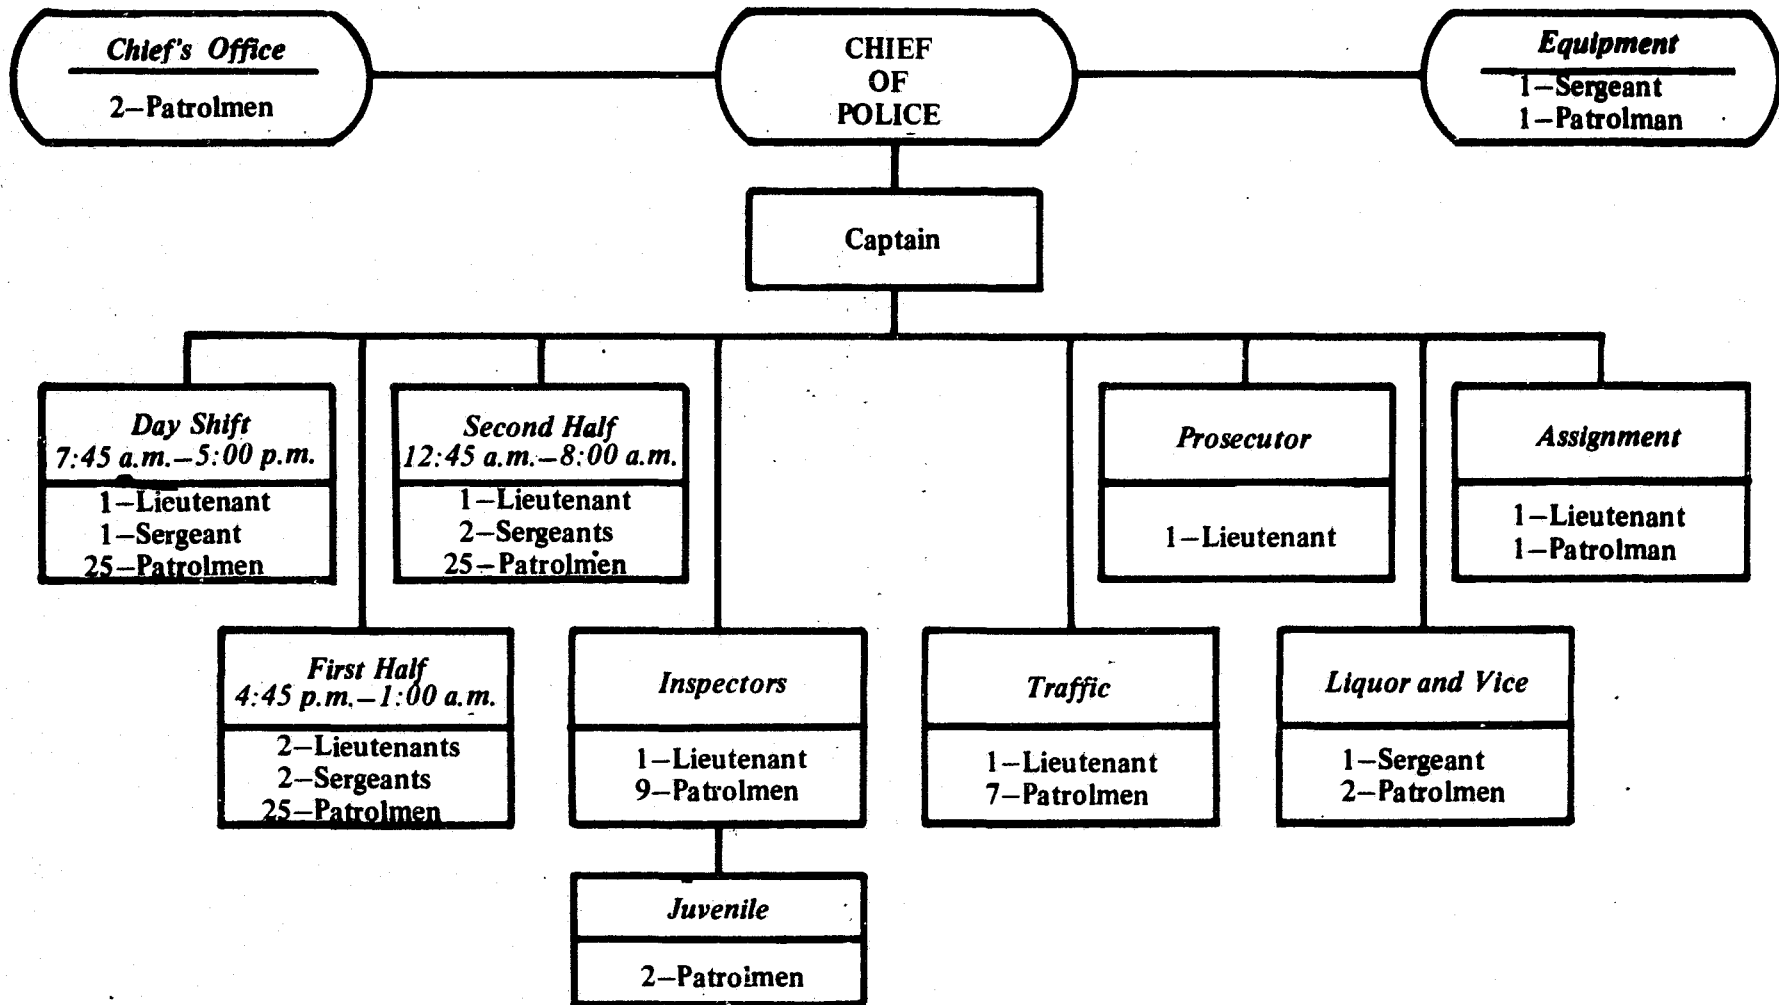 Chief's Office
2–Patrolmen
CHIEF
OF
POLICE
Equipment
1–Sergeant
1–Patrolman
Captain
Day Shift
7:45 a.m.–5:00 p.m.
1–Lieutenant
1–Sergeant
25–Patrolmen
Second Half
12:45 a.m.–8:00 a.m.
1–Lieutenant
2–Sergeants
25–Patrolmen
Prosecutor
1–Lieutenant
Assignment
1–Lieutenant
1–Patrolman
First Half
4:45 p.m.–1:00 a.m.
2–Lieutenants
2–Sergeants
25–Patrolmen
Inspectors
1–Lieutenant
9–Patrolmen
Traffic
1–Lieutenant
7–Patrolmen
Liquor and Vice
1–Sergeant
2–Patrolmen
Juvenile
2–Patrolmen